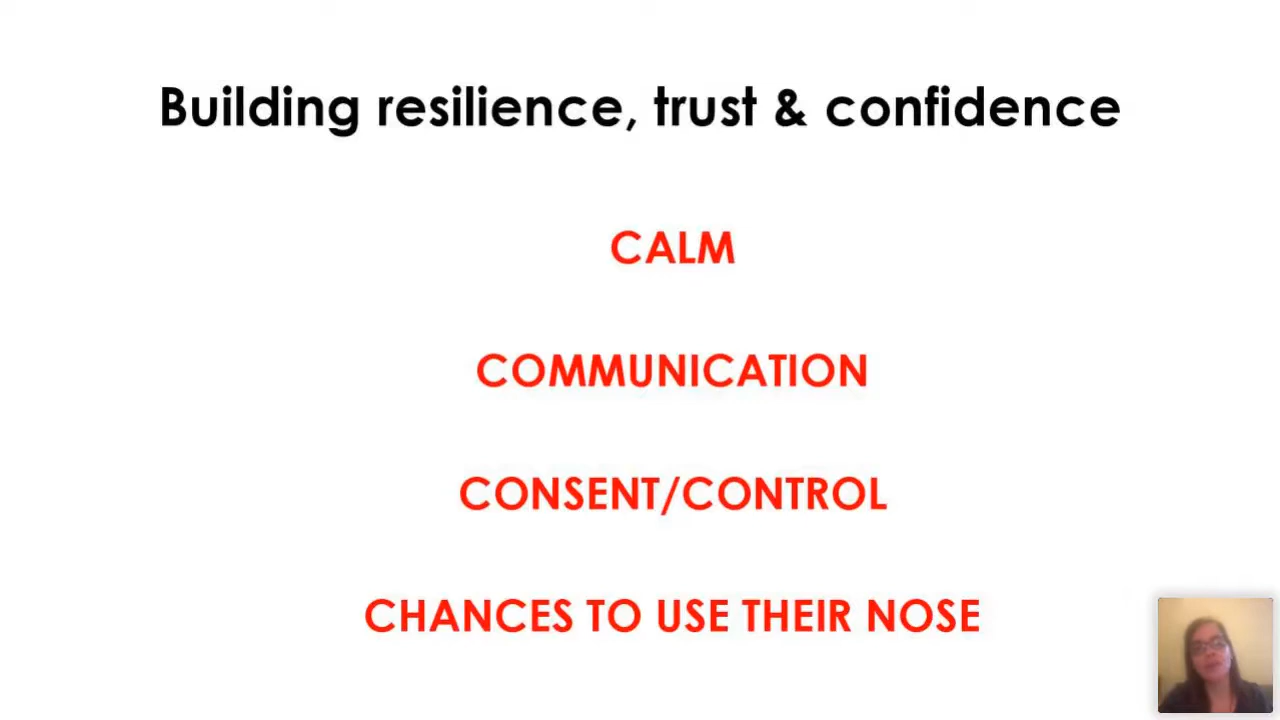 Building resilience, trust & confidence
CALM
COMMUNICATION
CONSENT/CONTROL
CHANCES TO USE THEIR NOSE